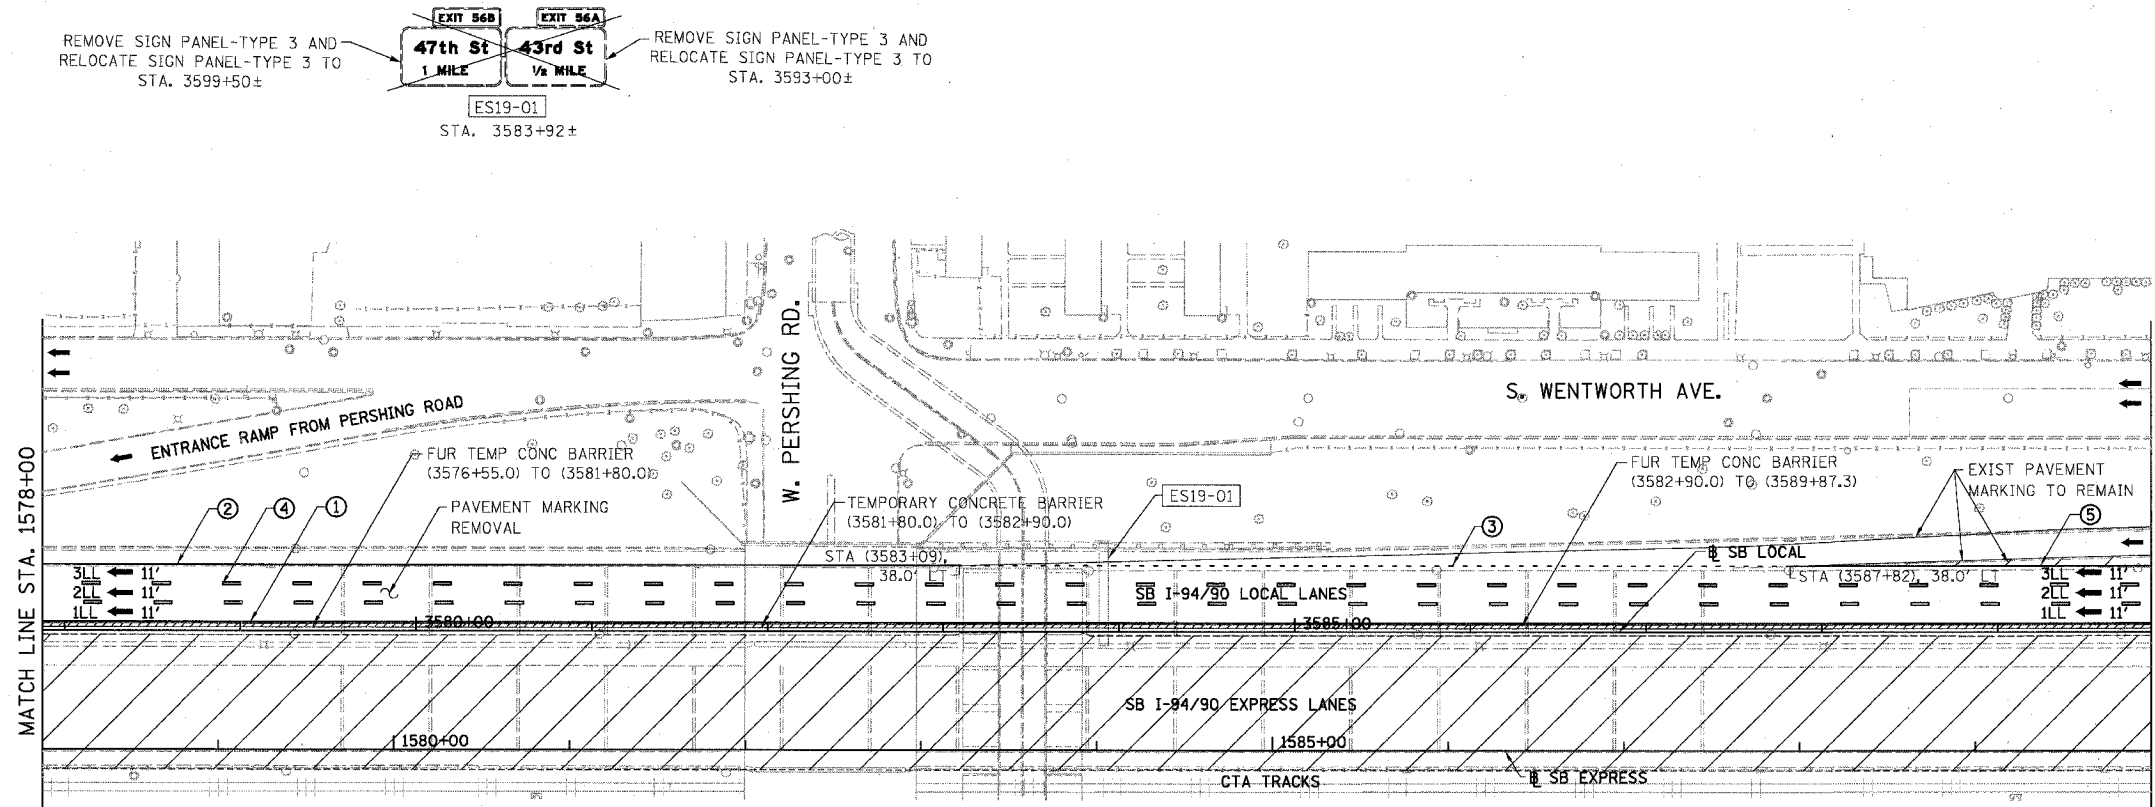 EXIT 56B
EXIT 56A
47th St
1 MILE
43rd St
1/2 MILE
REMOVE SIGN PANEL-TYPE 3 AND
RELOCATE SIGN PANEL-TYPE 3 TO
STA. 3599+50±
REMOVE SIGN PANEL-TYPE 3 AND
RELOCATE SIGN PANEL-TYPE 3 TO
STA. 3593+00±
ES19-01
STA. 3583+92±
W. PERSHING RD.
S. WENTWORTH AVE.
ENTRANCE RAMP FROM PERSHING ROAD
MATCH LINE STA. 1578+00
FUR TEMP CONC BARRIER
(3576+55.0) TO (3581+80.0)
PAVEMENT MARKING
REMOVAL
2
4
1
TEMPORARY CONCRETE BARRIER
(3581+80.0) TO (3582+90.0)
ES19-01
STA (3583+09),
38.0' LT
3
FUR TEMP CONC BARRIER
(3582+90.0) TO (3589+87.3)
EXIST PAVEMENT
MARKING TO REMAIN
5
℄ SB LOCAL
STA (3587+82), 38.0' LT
3LL 11'
2LL 11'
1LL 11'
SB I-94/90 LOCAL LANES
3LL 11'
2LL 11'
1LL 11'
3580+00
3585+00
SB I-94/90 EXPRESS LANES
1580+00
1585+00
℄ SB EXPRESS
CTA TRACKS